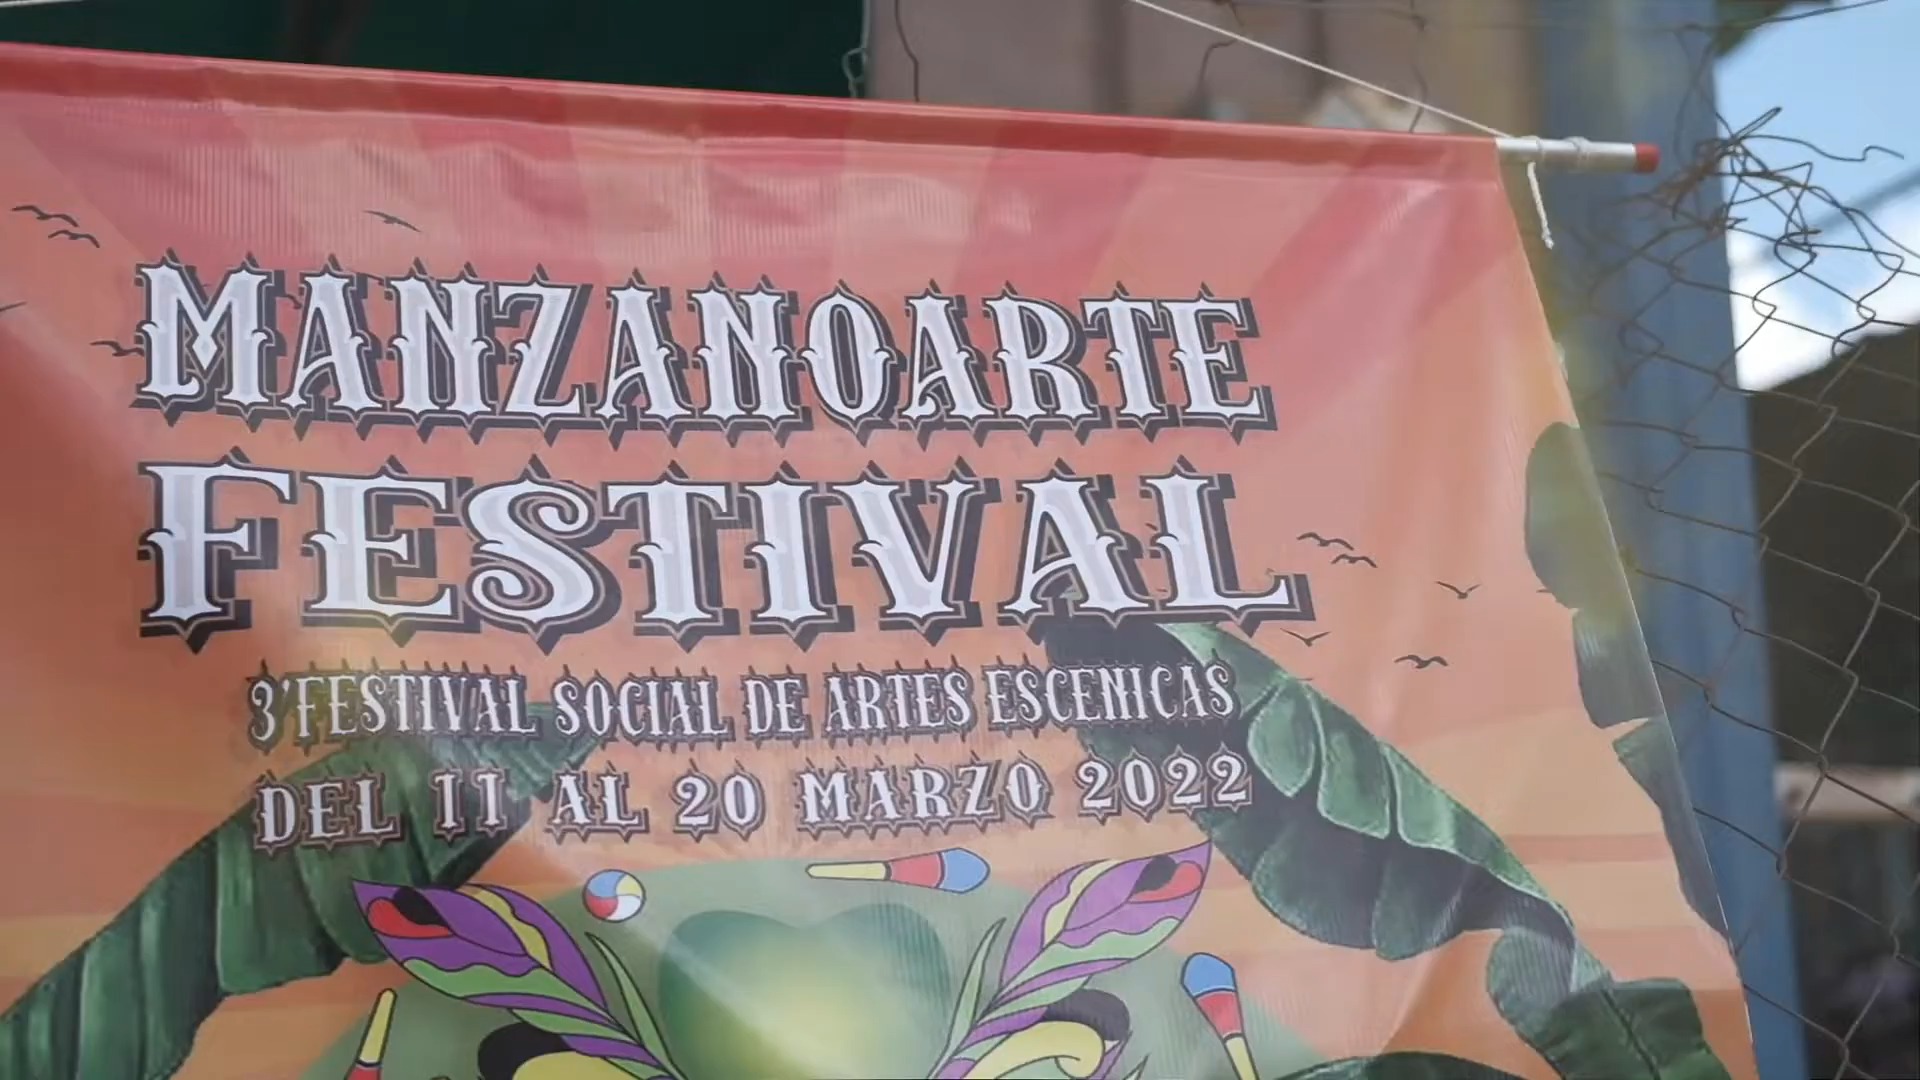 MANZANOARTE
FESTIVAL
3'FESTIVAL SOCIAL DE ARTES ESCENICAS
DEL 11 AL 20 MARZO 2022